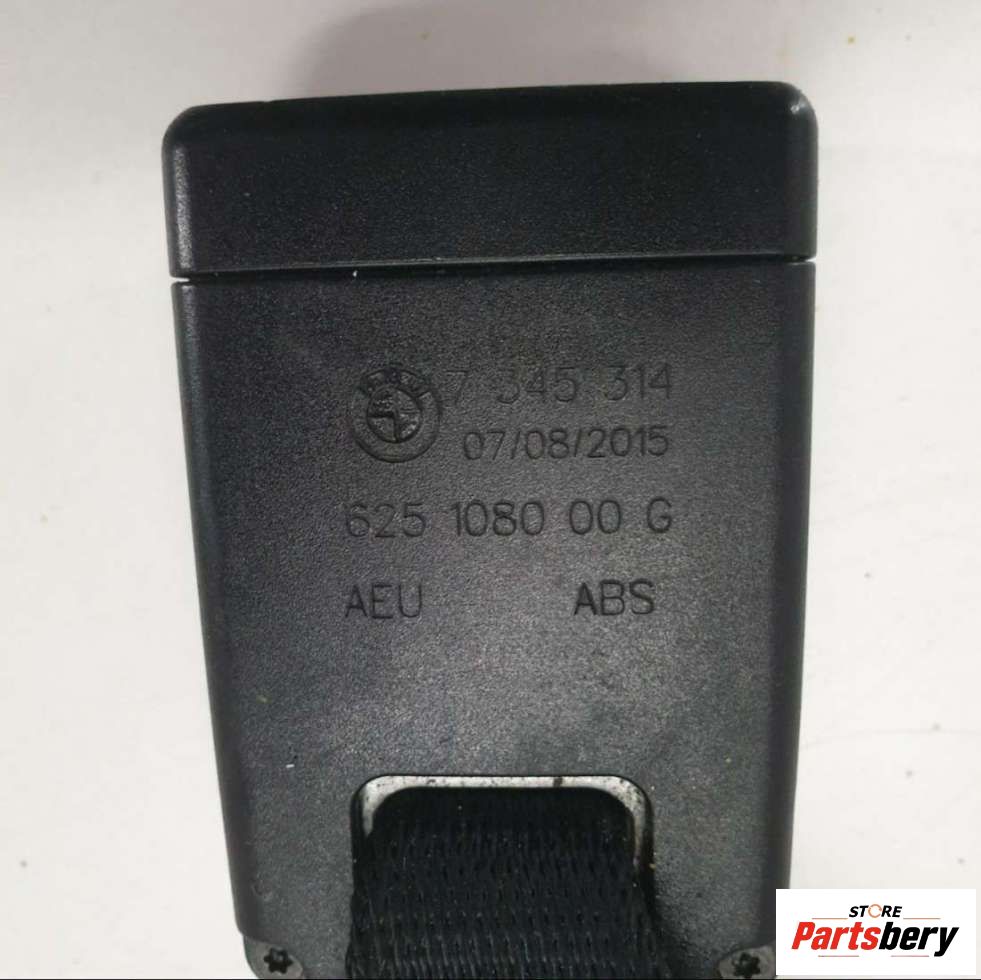 7 345 314
07/08/2015
625 1080 00 G
AEU ABS
STORE
Partsbery